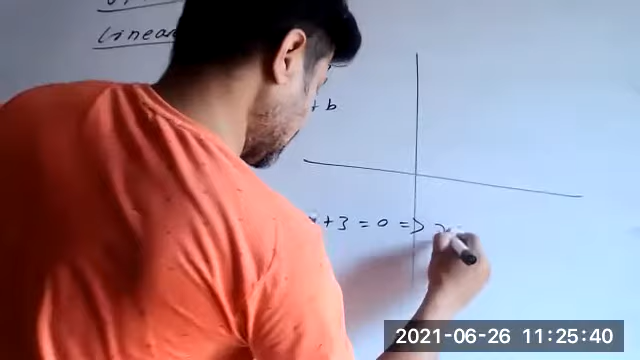 Linear
+ b
+ 3 = 0 =>
2021-06-26 11:25:40